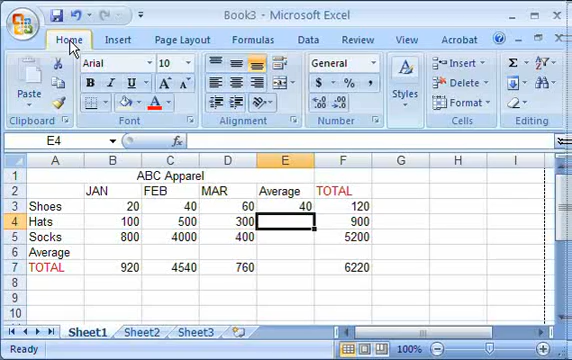 Book3 - Microsoft Excel
Home Insert Page Layout Formulas Data Review View Acrobat
Paste
Arial 10
B I U A A
General
$ % ,
Styles
Insert
Delete
Format
Σ
Clipboard Font Alignment Number Cells Editing
E4 fx
A B C D E F G H I
1 ABC Apparel
2 JAN FEB MAR Average TOTAL
3 Shoes 20 40 60 40 120
4 Hats 100 500 300 900
5 Socks 800 4000 400 5200
6 Average
7 TOTAL 920 4540 760 6220
8
9
10
Sheet1 Sheet2 Sheet3
Ready 100%